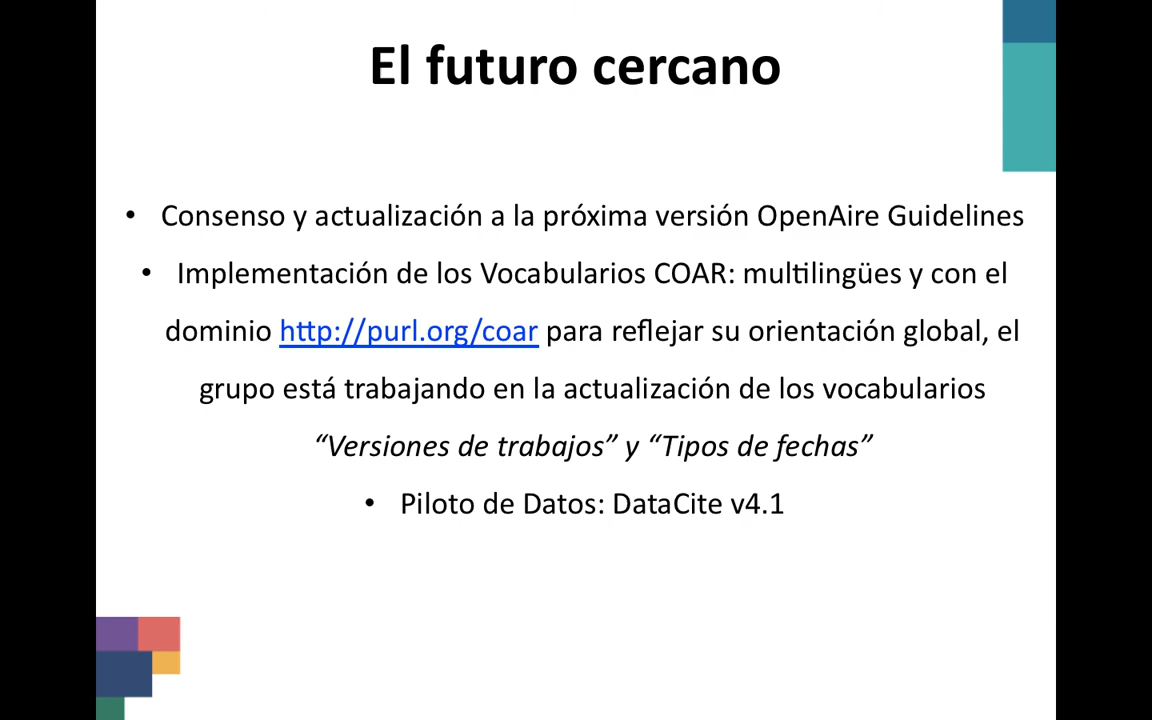 El futuro cercano
• Consenso y actualización a la próxima versión OpenAire Guidelines
• Implementación de los Vocabularios COAR: multilingües y con el
dominio http://purl.org/coar para reflejar su orientación global, el
grupo está trabajando en la actualización de los vocabularios
“Versiones de trabajos” y “Tipos de fechas”
• Piloto de Datos: DataCite v4.1